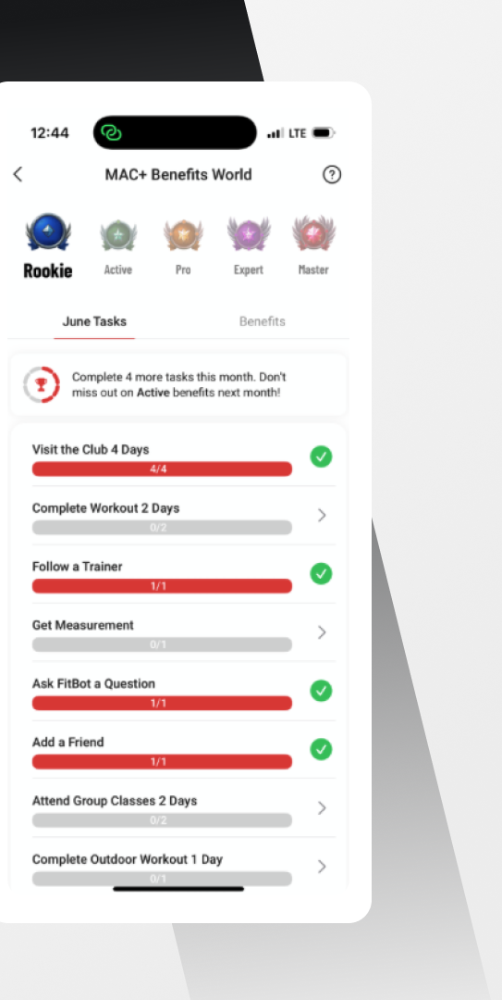 12:44
LTE
MAC+ Benefits World
?
Rookie
Active
Pro
Expert
Master
June Tasks
Benefits
Complete 4 more tasks this month. Don't
miss out on Active benefits next month!
Visit the Club 4 Days
4/4
Complete Workout 2 Days
0/2
Follow a Trainer
1/1
Get Measurement
0/1
Ask FitBot a Question
1/1
Add a Friend
1/1
Attend Group Classes 2 Days
0/2
Complete Outdoor Workout 1 Day
0/1